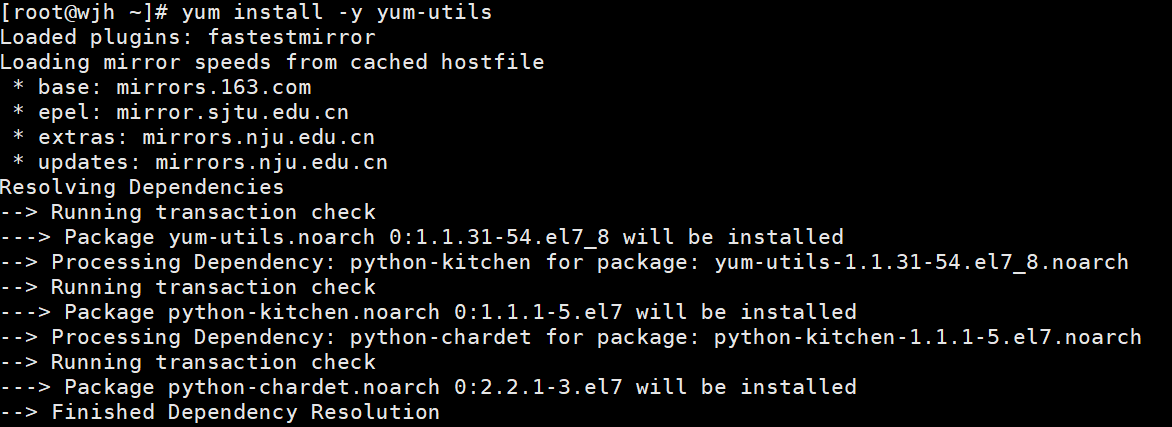 [root@wjh ~]# yum install -y yum-utils
Loaded plugins: fastestmirror
Loading mirror speeds from cached hostfile
 * base: mirrors.163.com
 * epel: mirror.sjtu.edu.cn
 * extras: mirrors.nju.edu.cn
 * updates: mirrors.nju.edu.cn
Resolving Dependencies
--> Running transaction check
---> Package yum-utils.noarch 0:1.1.31-54.el7_8 will be installed
--> Processing Dependency: python-kitchen for package: yum-utils-1.1.31-54.el7_8.noarch
--> Running transaction check
---> Package python-kitchen.noarch 0:1.1.1-5.el7 will be installed
--> Processing Dependency: python-chardet for package: python-kitchen-1.1.1-5.el7.noarch
--> Running transaction check
---> Package python-chardet.noarch 0:2.2.1-3.el7 will be installed
--> Finished Dependency Resolution